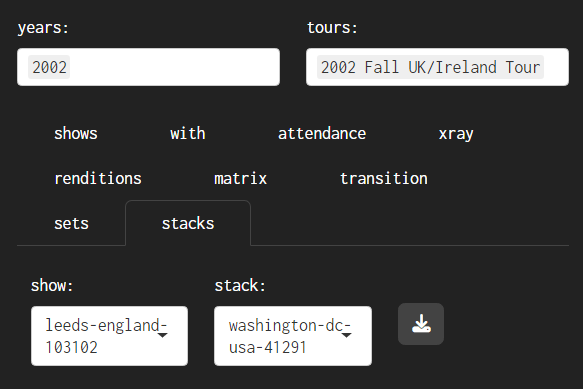 years: tours:
2002 2002 Fall UK/Ireland Tour
shows with attendance xray
renditions matrix transition
sets stacks
show: stack:
leeds-england- washington-dc-
103102 usa-41291